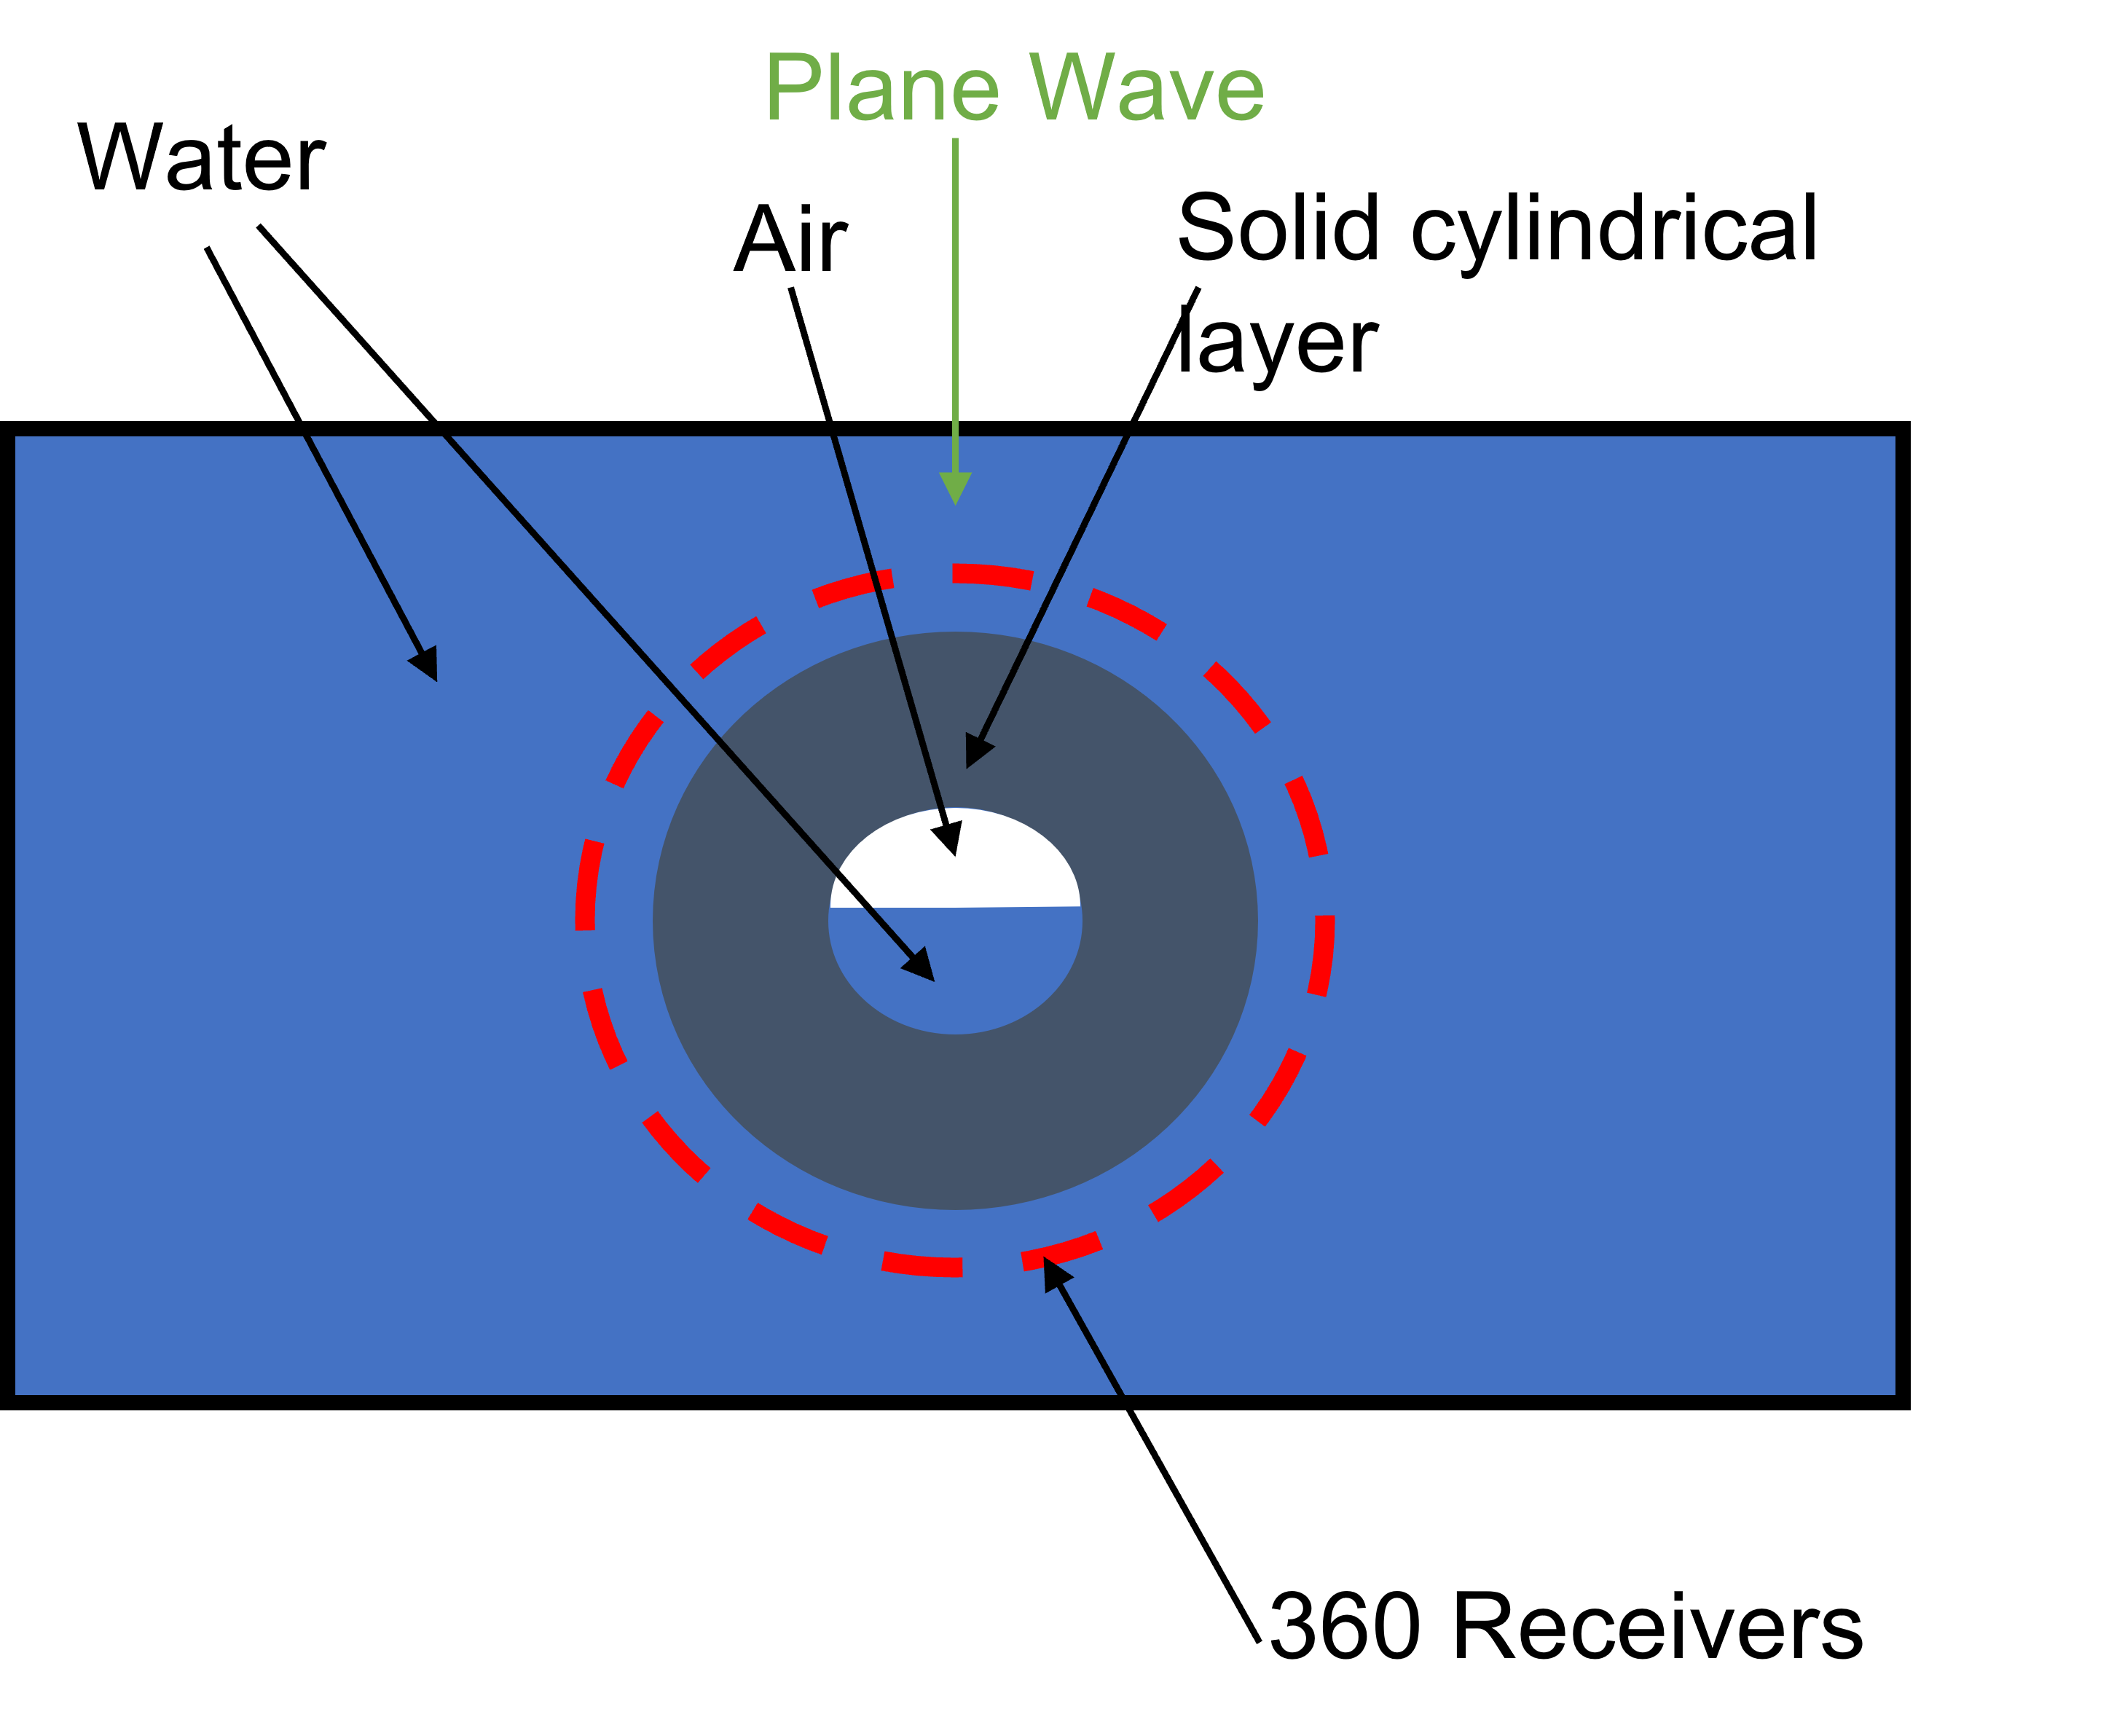 Plane Wave
Water
Air
Solid cylindrical
layer
360 Receivers